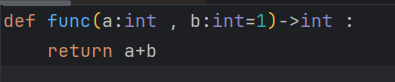 def func(a:int , b:int=1)->int :
    return a+b